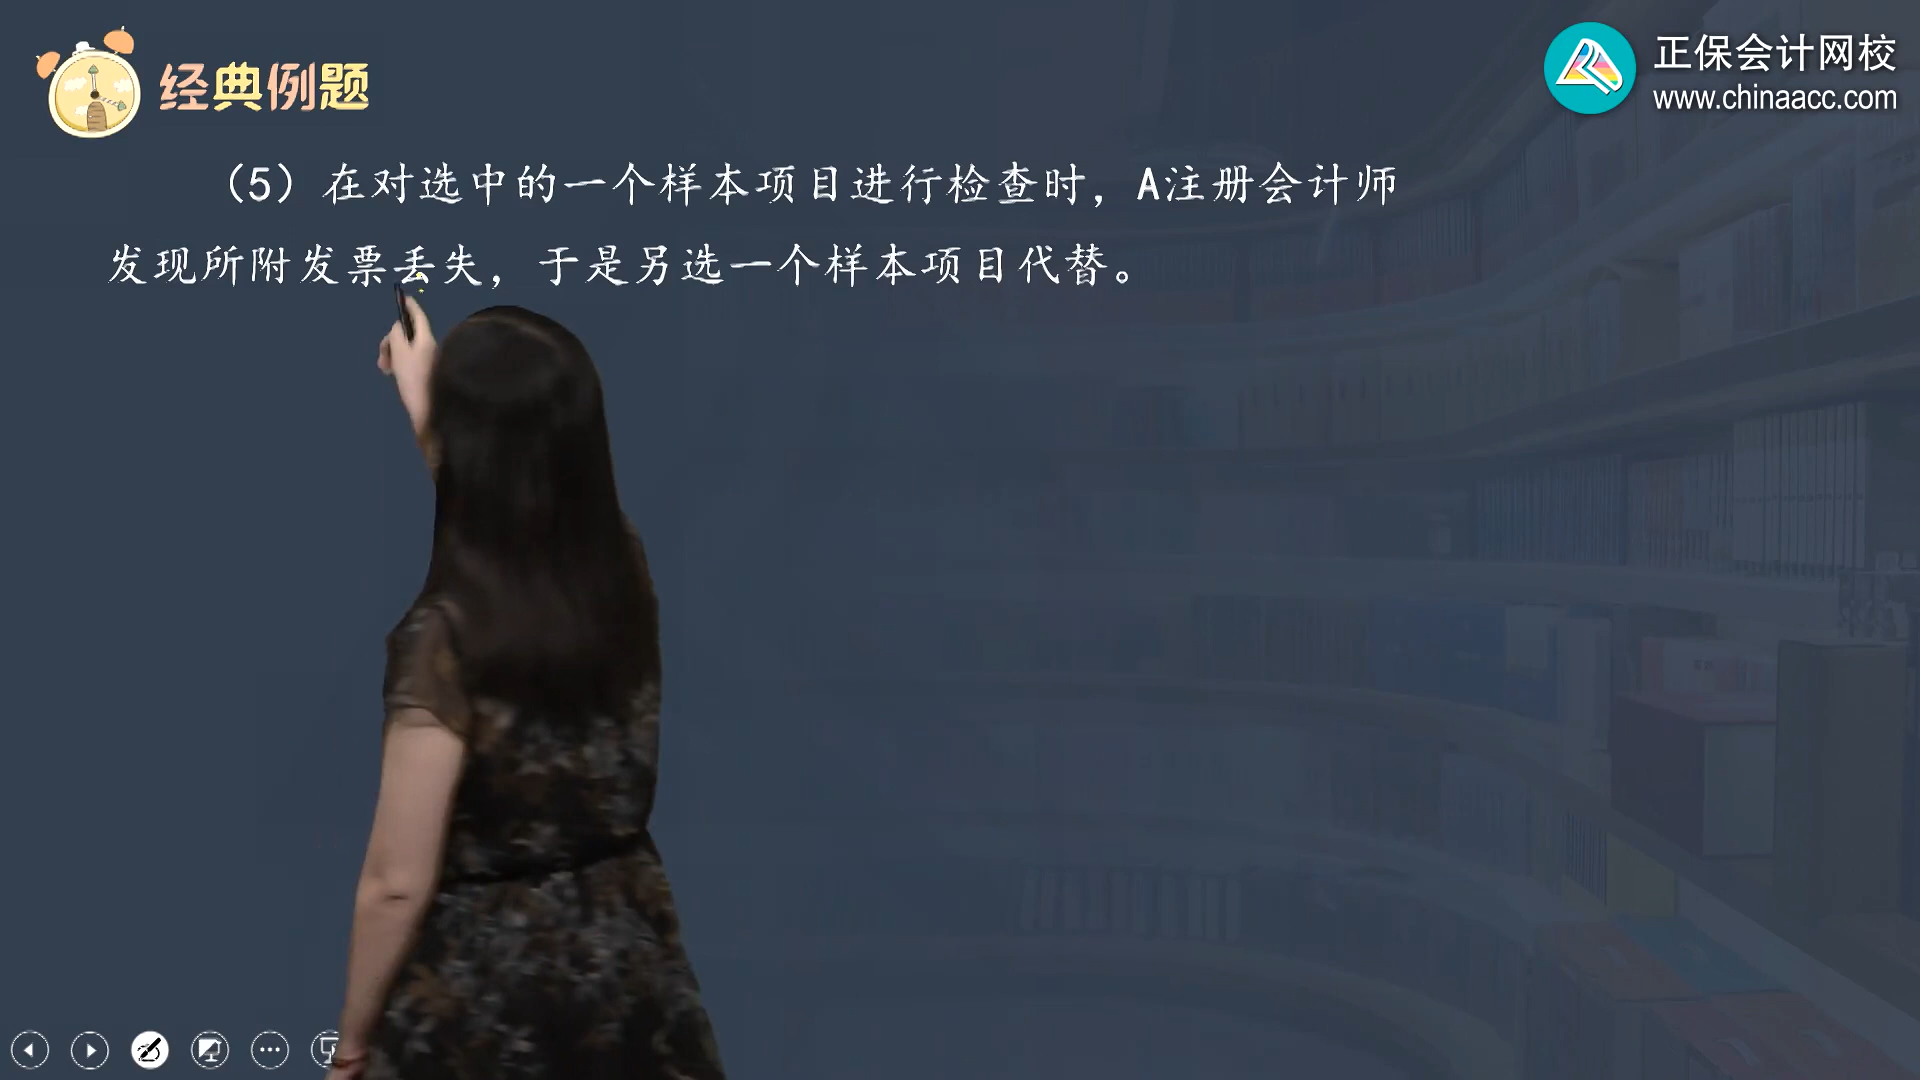 经典例题
正保会计网校
www.chinaacc.com
（5）在对选中的一个样本项目进行检查时，A注册会计师
发现所附发票丢失，于是另选一个样本项目代替。